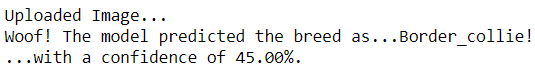 Uploaded Image...
Woof! The model predicted the breed as...Border_collie!
...with a confidence of 45.00%.